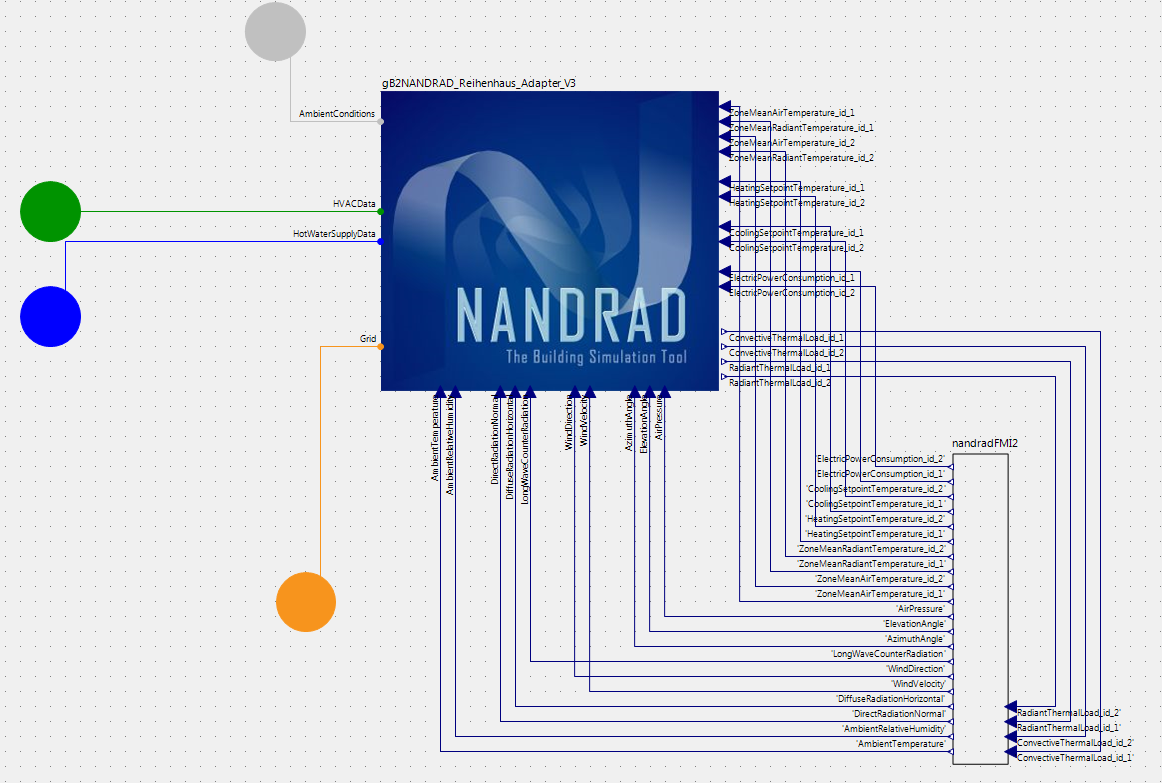 gB2NANDRAD_Reihenhaus_Adapter_V3
AmbientConditions
HVACData
HotWaterSupplyData
Grid
NANDRAD
The Building Simulation Tool
ZoneMeanAirTemperature_id_1
ZoneMeanRadiantTemperature_id_1
ZoneMeanAirTemperature_id_2
ZoneMeanRadiantTemperature_id_2
HeatingSetpointTemperature_id_1
HeatingSetpointTemperature_id_2
CoolingSetpointTemperature_id_1
CoolingSetpointTemperature_id_2
ElectricPowerConsumption_id_1
ElectricPowerConsumption_id_2
ConvectiveThermalLoad_id_1
ConvectiveThermalLoad_id_2
RadiantThermalLoad_id_1
RadiantThermalLoad_id_2
AmbientTemperature
AmbientRelativeHumidity
DirectRadiationNormal
DiffuseRadiationHorizontal
LongWaveCounterRadiation
WindDirection
WindVelocity
AzimuthAngle
ElevationAngle
AirPressure
nandradFMI2
'ElectricPowerConsumption_id_2'
'ElectricPowerConsumption_id_1'
'CoolingSetpointTemperature_id_2'
'CoolingSetpointTemperature_id_1'
'HeatingSetpointTemperature_id_2'
'HeatingSetpointTemperature_id_1'
'ZoneMeanRadiantTemperature_id_2'
'ZoneMeanRadiantTemperature_id_1'
'ZoneMeanAirTemperature_id_2'
'ZoneMeanAirTemperature_id_1'
'AirPressure'
'ElevationAngle'
'AzimuthAngle'
'LongWaveCounterRadiation'
'WindDirection'
'WindVelocity'
'DiffuseRadiationHorizontal'
'DirectRadiationNormal'
'AmbientRelativeHumidity'
'AmbientTemperature'
'RadiantThermalLoad_id_2'
'RadiantThermalLoad_id_1'
'ConvectiveThermalLoad_id_2'
'ConvectiveThermalLoad_id_1'